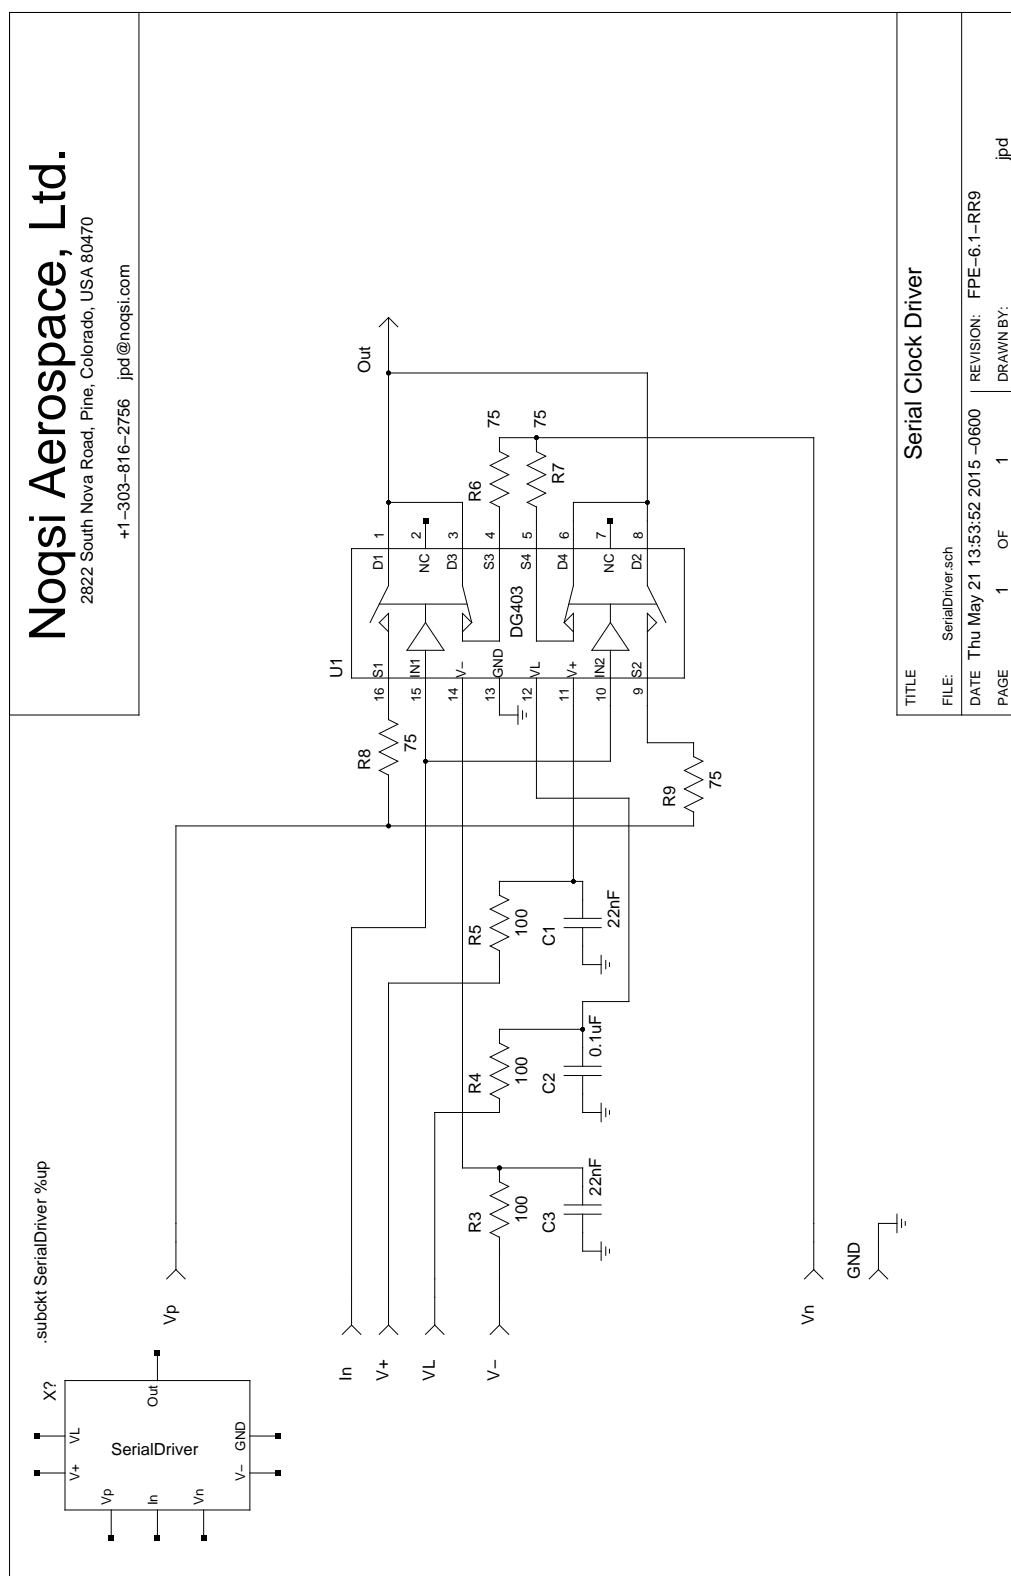 Noqsi Aerospace, Ltd.
2822 South Nova Road, Pine, Colorado, USA 80470
+1−303−816−2756 jpd@noqsi.com
.subckt SerialDriver %up
X?
SerialDriver
V+
VL
Vp
In
Vn
Out
V−
GND
Vp
In
V+
VL
V−
Vn
GND
R3
100
C3
22nF
R4
100
C2
0.1uF
R5
100
C1
22nF
R8
75
R9
75
U1
DG403
16
S1
15
IN1
14
V−
13
GND
12
VL
11
V+
10
IN2
9
S2
D1
1
NC
2
D3
3
S3
4
S4
5
D4
6
NC
7
D2
8
R6
75
R7
75
Out
TITLE
Serial Clock Driver
FILE: SerialDriver.sch
DATE Thu May 21 13:53:52 2015 −0600
REVISION: FPE−6.1−RR9
PAGE 1 OF 1
DRAWN BY: jpd